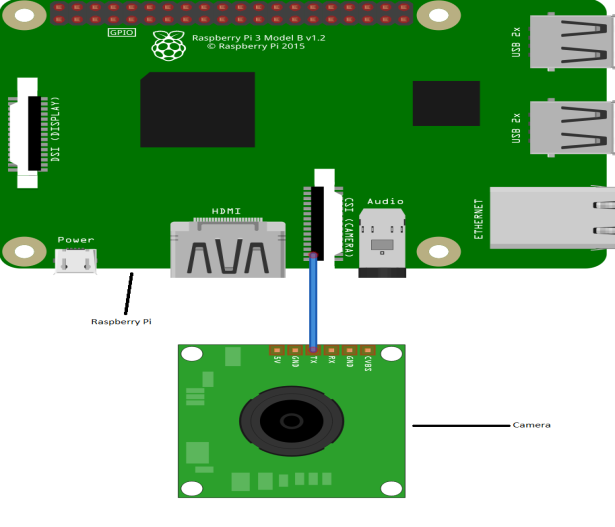 GPIO
Raspberry Pi 3 Model B v1.2
© Raspberry Pi 2015
USB 2x
DSI (DISPLAY)
USB 2x
HDMI
CSI (CAMERA)
Audio
ETHERNET
Power
Raspberry Pi
5V
GND
TX
RX
GND
CVBS
Camera